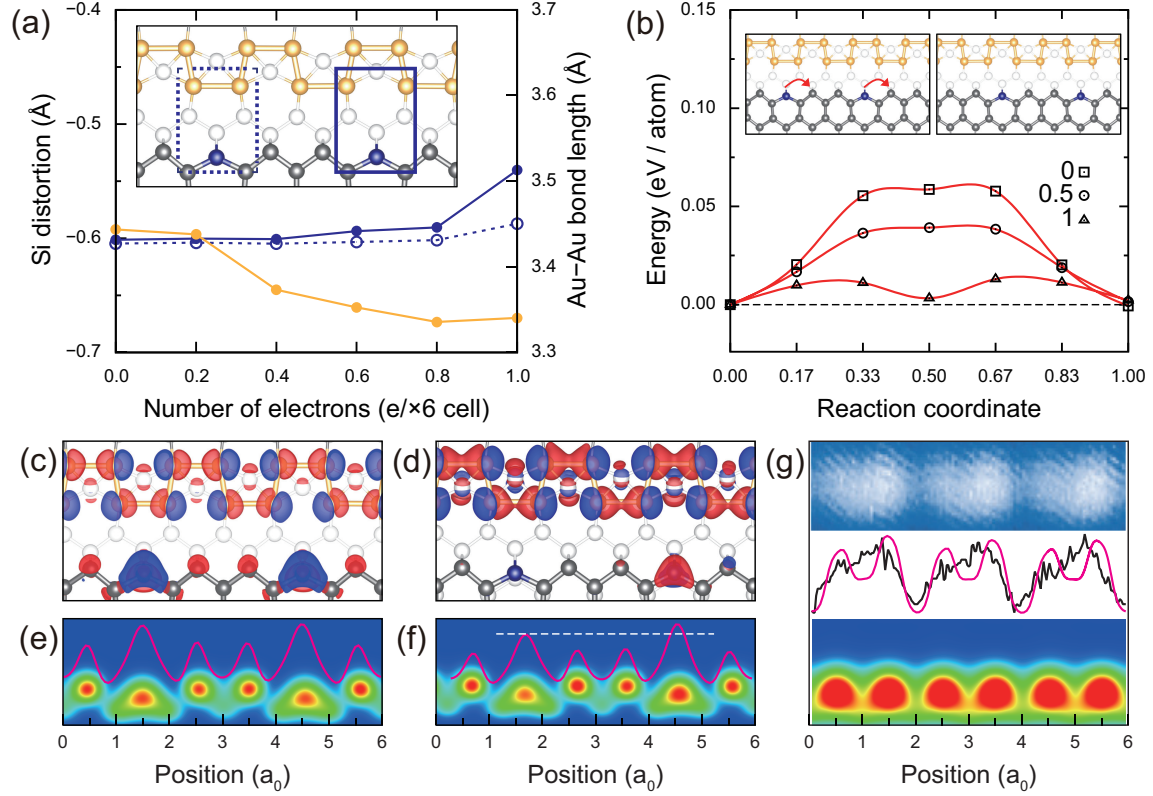 (a)
−0.4
−0.5
−0.6
−0.7
Si distortion (Å)
3.7
3.6
3.5
3.4
3.3
Au−Au bond length (Å)
0.0 0.2 0.4 0.6 0.8 1.0
Number of electrons (e/×6 cell)
(b)
0.15
0.10
0.05
0.00
Energy (eV / atom)
0
0.5
1
0.00 0.17 0.33 0.50 0.67 0.83 1.00
Reaction coordinate
(c)
(d)
(e)
0 1 2 3 4 5 6
Position (a0)
(f)
0 1 2 3 4 5 6
Position (a0)
(g)
0 1 2 3 4 5 6
Position (a0)